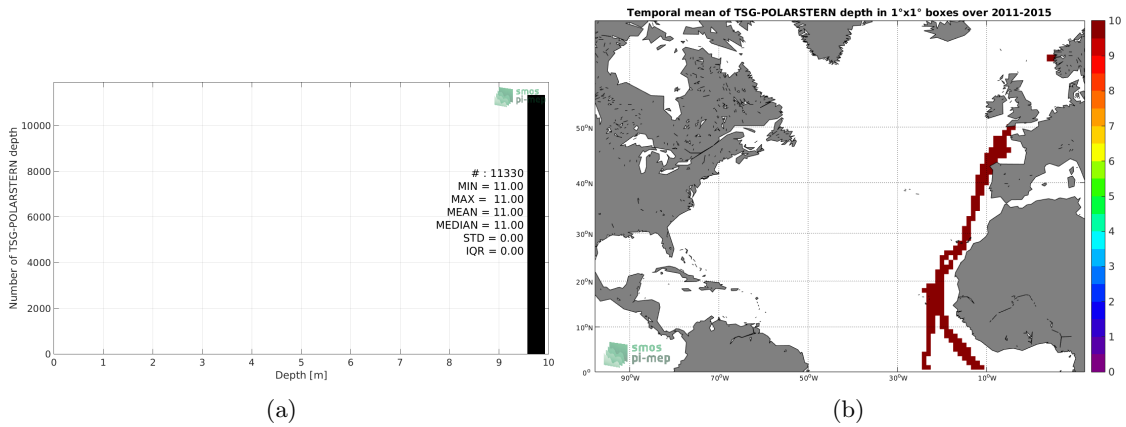 smos
pi-mep
Number of TSG-POLARSTERN depth
10000
8000
6000
4000
2000
0
# : 11330
MIN = 11.00
MAX = 11.00
MEAN = 11.00
MEDIAN = 11.00
STD = 0.00
IQR = 0.00
0 1 2 3 4 5 6 7 8 9 10
Depth [m]
(a)
Temporal mean of TSG-POLARSTERN depth in 1°x1° boxes over 2011-2015
50°N
40°N
30°N
20°N
10°N
0°
90°W 70°W 50°W 30°W 10°W
smos
pi-mep
10
9
8
7
6
5
4
3
2
1
0
(b)